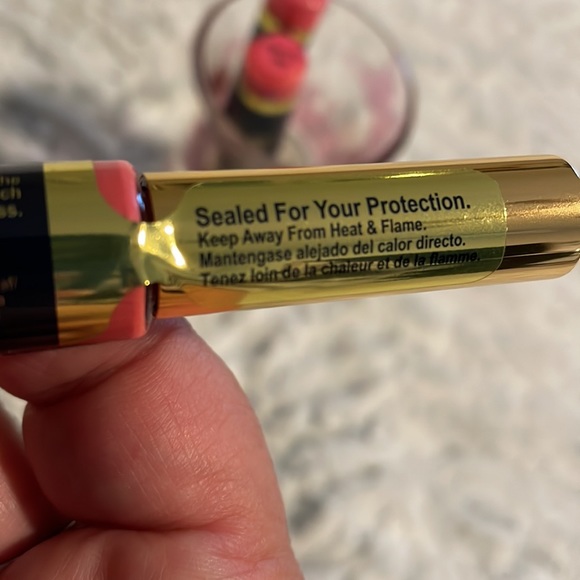 Sealed For Your Protection.
Keep Away From Heat & Flame.
Mantengase alejado del calor directo.
Tenez loin de la chaleur et de la flamme.